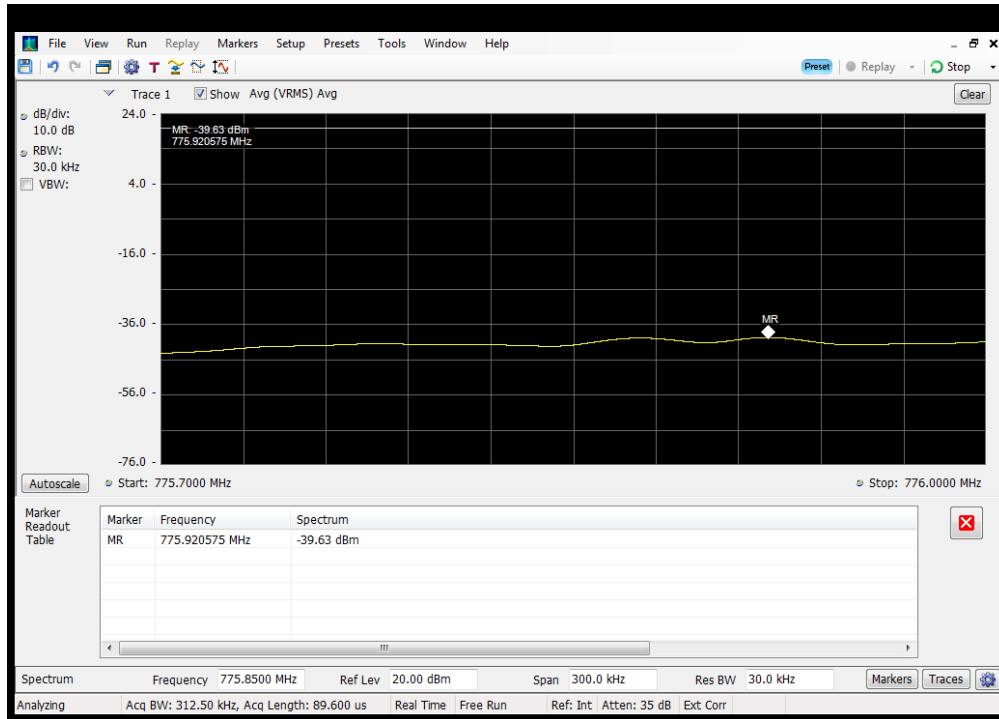 File View Run Replay Markers Setup Presets Tools Window Help
T Preset Replay Stop
Trace 1 Show Avg (VRMS) Avg Clear
dB/div:
10.0 dB
RBW:
30.0 kHz
VBW:
24.0
4.0
-16.0
-36.0
-56.0
-76.0
MR: -39.63 dBm
775.920575 MHz
MR
Autoscale Start: 775.7000 MHz Stop: 776.0000 MHz
Marker
Readout
Table
Marker Frequency Spectrum
MR 775.920575 MHz -39.63 dBm
Spectrum Frequency 775.8500 MHz Ref Lev 20.00 dBm Span 300.0 kHz Res BW 30.0 kHz Markers Traces
Analyzing Acq BW: 312.50 kHz, Acq Length: 89.600 us Real Time Free Run Ref: Int Atten: 35 dB Ext Corr